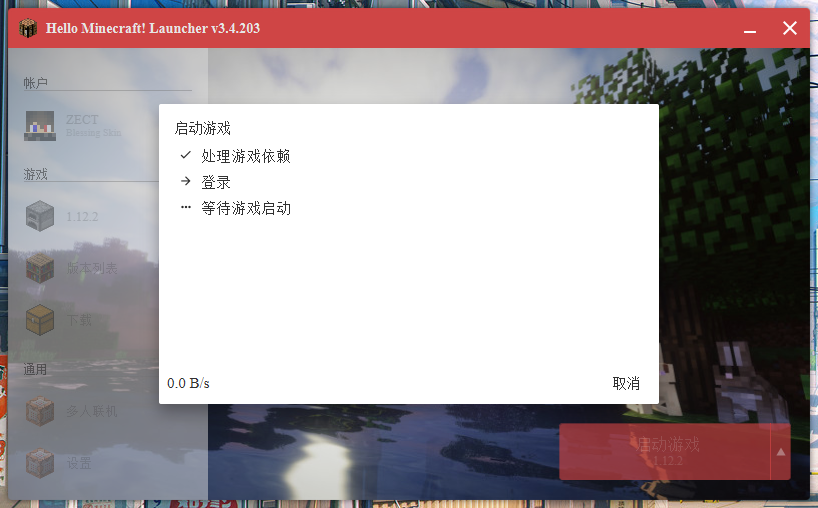 Hello Minecraft! Launcher v3.4.203
帐户
ZECT
Blessing Skin
游戏
1.12.2
版本列表
下载
通用
多人联机
设置
启动游戏
处理游戏依赖
登录
等待游戏启动
0.0 B/s
取消
启动游戏
1.12.2